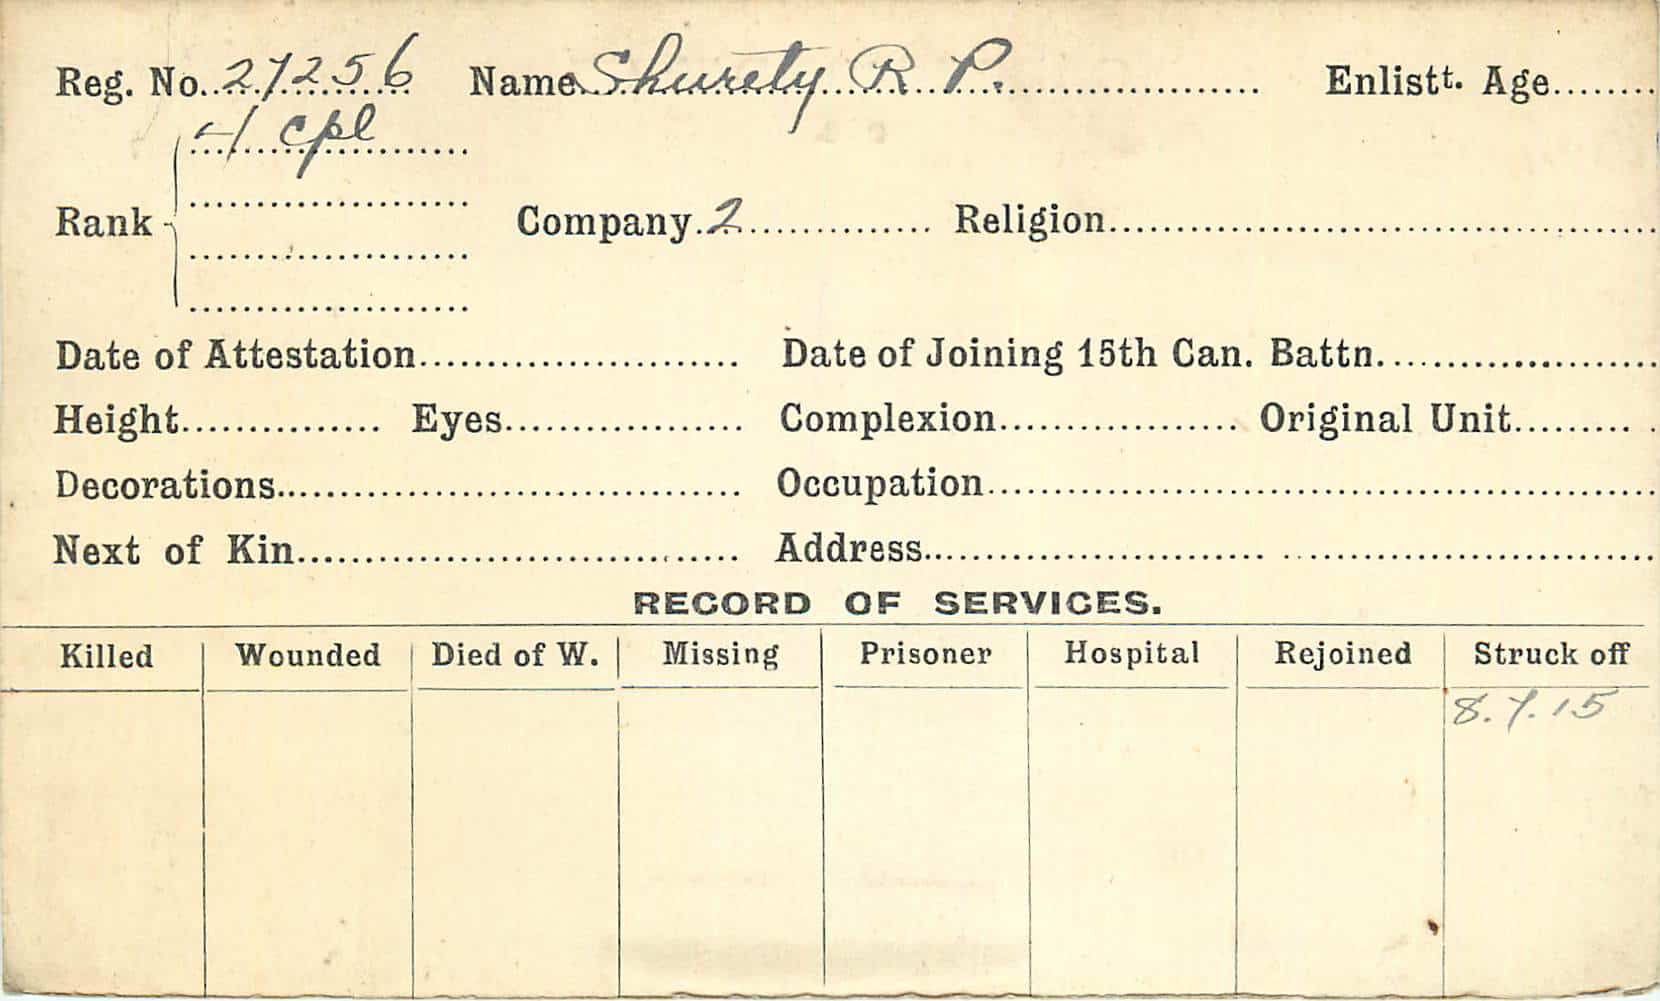 Reg. No. 27256 Name Shurety R. P. Enlistt. Age
Cpl
Rank Company 2 Religion
Date of Attestation Date of Joining 15th Can. Battn.
Height Eyes Complexion Original Unit
Decorations Occupation
Next of Kin Address
RECORD OF SERVICES.
Killed Wounded Died of W. Missing Prisoner Hospital Rejoined Struck off
8.7.15